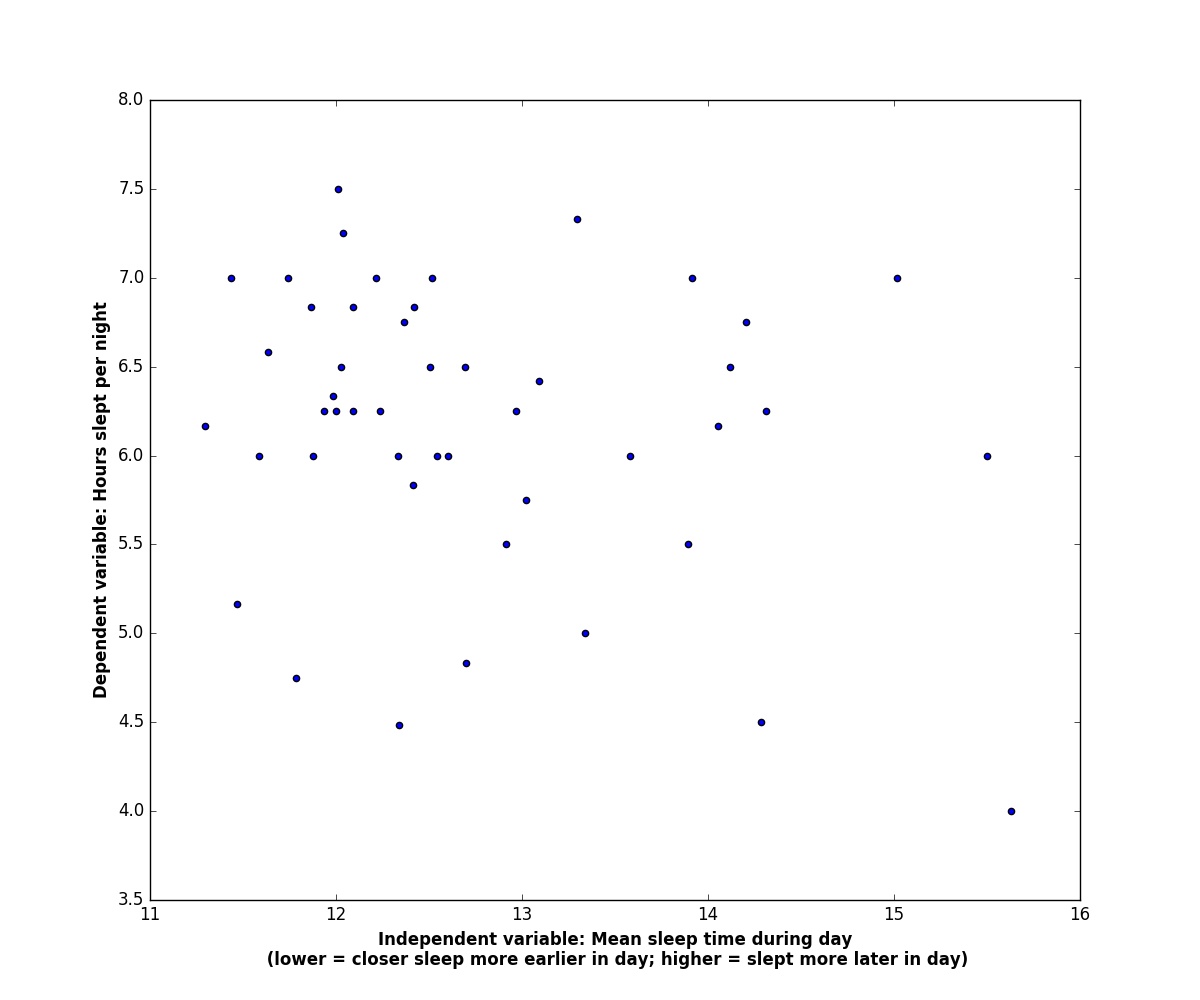 8.0
7.5
7.0
6.5
6.0
5.5
5.0
4.5
4.0
3.5
Dependent variable: Hours slept per night
11 12 13 14 15 16
Independent variable: Mean sleep time during day
(lower = closer sleep more earlier in day; higher = slept more later in day)